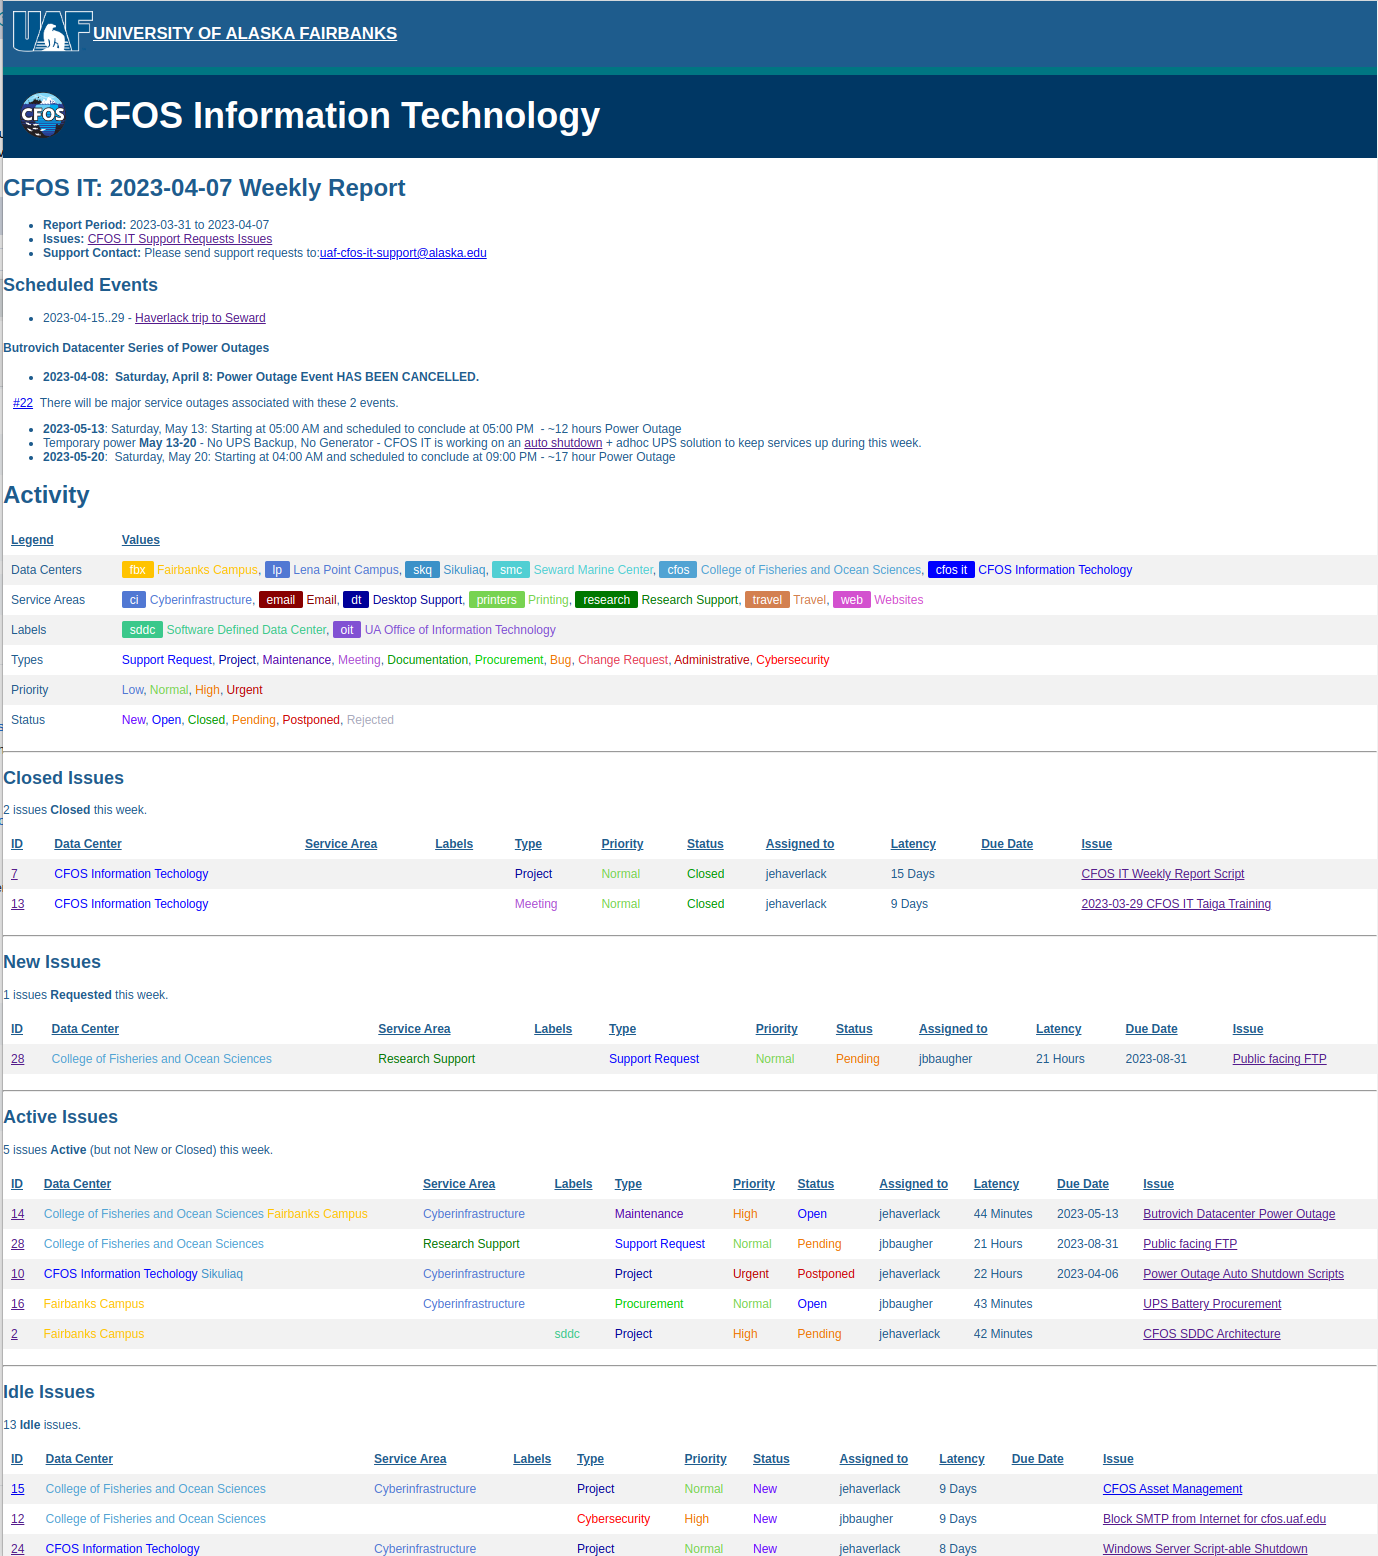 UAF UNIVERSITY OF ALASKA FAIRBANKS
CFOS CFOS Information Technology
CFOS IT: 2023-04-07 Weekly Report
Report Period: 2023-03-31 to 2023-04-07
Issues: CFOS IT Support Requests Issues
Support Contact: Please send support requests to:uaf-cfos-it-support@alaska.edu
Scheduled Events
2023-04-15..29 - Haverlack trip to Seward
Butrovich Datacenter Series of Power Outages
2023-04-08: Saturday, April 8: Power Outage Event HAS BEEN CANCELLED.
#22 There will be major service outages associated with these 2 events.
2023-05-13: Saturday, May 13: Starting at 05:00 AM and scheduled to conclude at 05:00 PM - ~12 hours Power Outage
Temporary power May 13-20 - No UPS Backup, No Generator - CFOS IT is working on an auto shutdown + adhoc UPS solution to keep services up during this week.
2023-05-20: Saturday, May 20: Starting at 04:00 AM and scheduled to conclude at 09:00 PM - ~17 hour Power Outage
Activity
Legend Values
Data Centers fbx Fairbanks Campus, lp Lena Point Campus, skq Sikuliaq, smc Seward Marine Center, cfos College of Fisheries and Ocean Sciences, cfos it CFOS Information Techology
Service Areas ci Cyberinfrastructure, email Email, dt Desktop Support, printers Printing, research Research Support, travel Travel, web Websites
Labels sddc Software Defined Data Center, oit UA Office of Information Technology
Types Support Request, Project, Maintenance, Meeting, Documentation, Procurement, Bug, Change Request, Administrative, Cybersecurity
Priority Low, Normal, High, Urgent
Status New, Open, Closed, Pending, Postponed, Rejected
Closed Issues
2 issues Closed this week.
ID Data Center Service Area Labels Type Priority Status Assigned to Latency Due Date Issue
7 CFOS Information Techology Project Normal Closed jehaverlack 15 Days CFOS IT Weekly Report Script
13 CFOS Information Techology Meeting Normal Closed jehaverlack 9 Days 2023-03-29 CFOS IT Taiga Training
New Issues
1 issues Requested this week.
ID Data Center Service Area Labels Type Priority Status Assigned to Latency Due Date Issue
28 College of Fisheries and Ocean Sciences Research Support Support Request Normal Pending jbbaugher 21 Hours 2023-08-31 Public facing FTP
Active Issues
5 issues Active (but not New or Closed) this week.
ID Data Center Service Area Labels Type Priority Status Assigned to Latency Due Date Issue
14 College of Fisheries and Ocean Sciences Fairbanks Campus Cyberinfrastructure Maintenance High Open jehaverlack 44 Minutes 2023-05-13 Butrovich Datacenter Power Outage
28 College of Fisheries and Ocean Sciences Research Support Support Request Normal Pending jbbaugher 21 Hours 2023-08-31 Public facing FTP
10 CFOS Information Techology Sikuliaq Cyberinfrastructure Project Urgent Postponed jehaverlack 22 Hours 2023-04-06 Power Outage Auto Shutdown Scripts
16 Fairbanks Campus Cyberinfrastructure Procurement Normal Open jbbaugher 43 Minutes UPS Battery Procurement
2 Fairbanks Campus sddc Project High Pending jehaverlack 42 Minutes CFOS SDDC Architecture
Idle Issues
13 Idle issues.
ID Data Center Service Area Labels Type Priority Status Assigned to Latency Due Date Issue
15 College of Fisheries and Ocean Sciences Cyberinfrastructure Project Normal New jehaverlack 9 Days CFOS Asset Management
12 College of Fisheries and Ocean Sciences Cybersecurity High New jbbaugher 9 Days Block SMTP from Internet for cfos.uaf.edu
24 CFOS Information Techology Cyberinfrastructure Project Normal New jehaverlack 8 Days Windows Server Script-able Shutdown